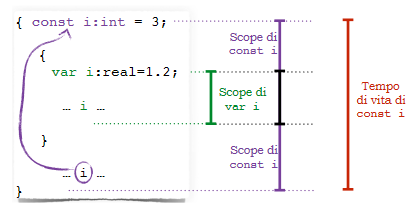 { const i:int = 3;
{
var i:real=1.2;
… i …
}
… i …
}
Scope di
const i
Scope di
var i
Scope di
const i
Tempo
di vita di
const i